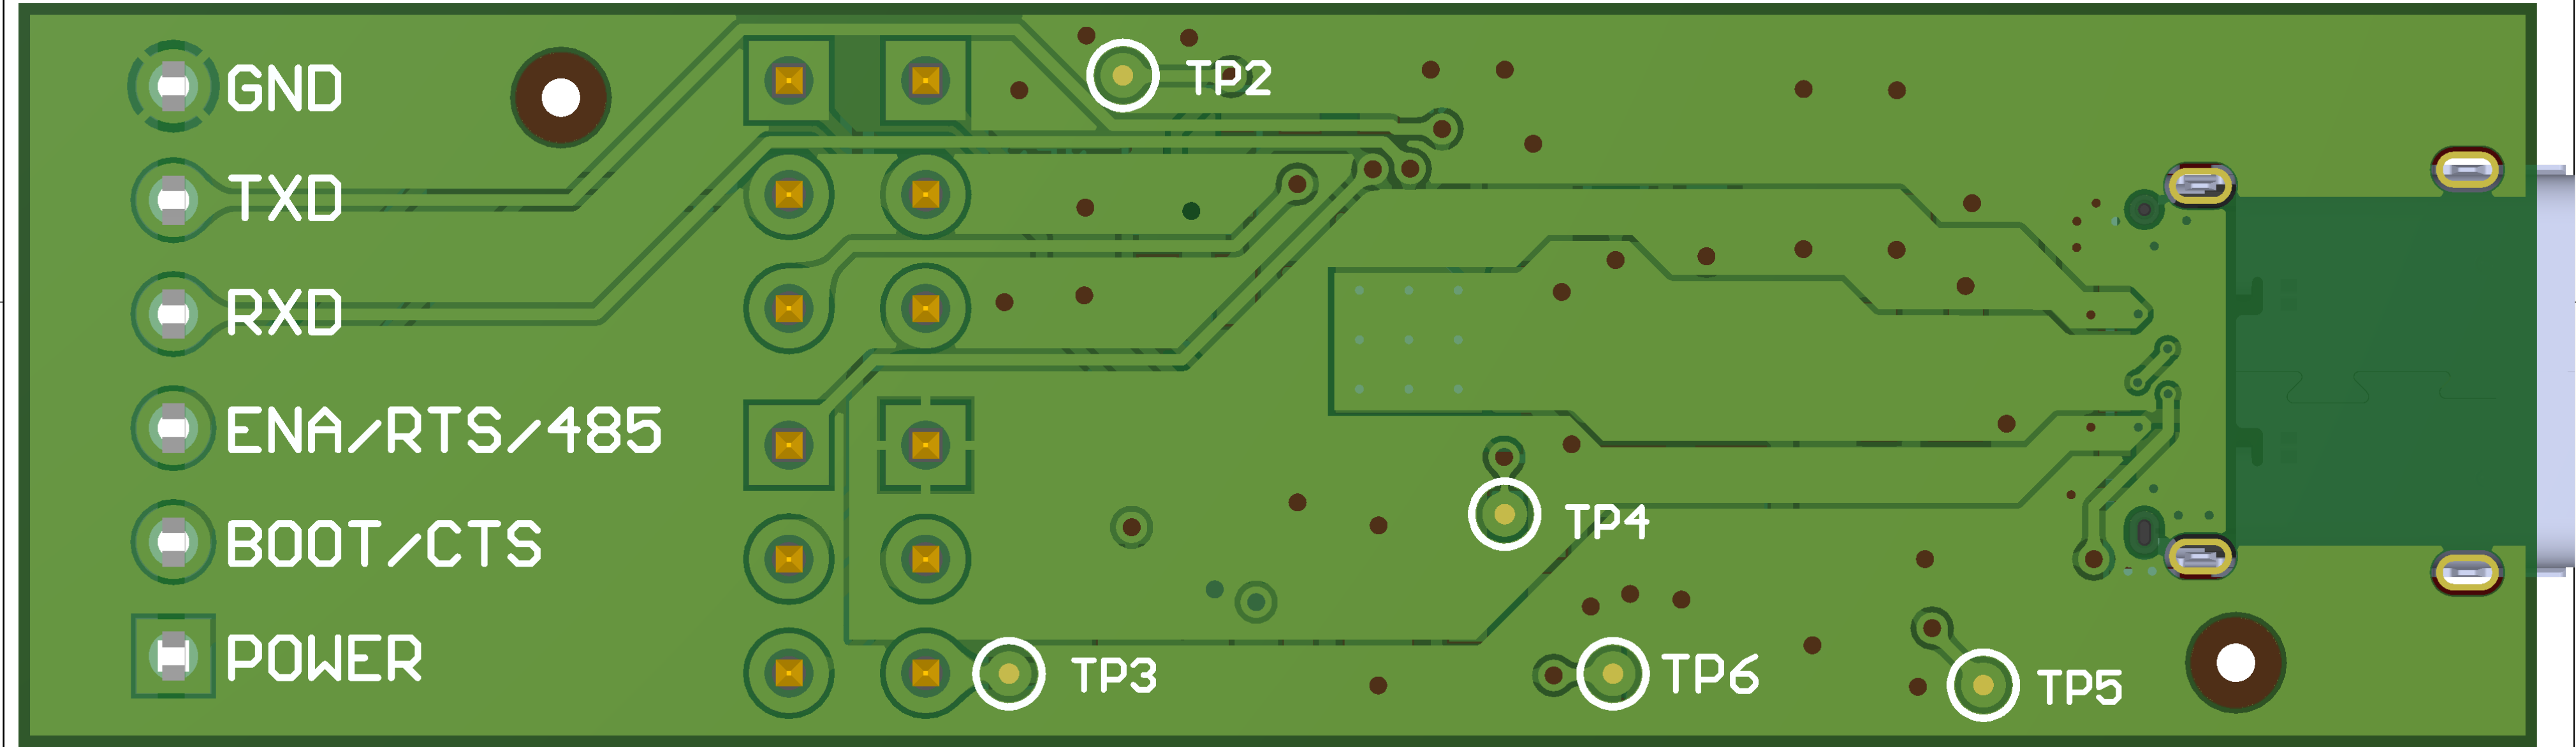 GND
TP2
TXD
RXD
ENA/RTS/485
TP4
BOOT/CTS
POWER
TP3
TP6
TP5